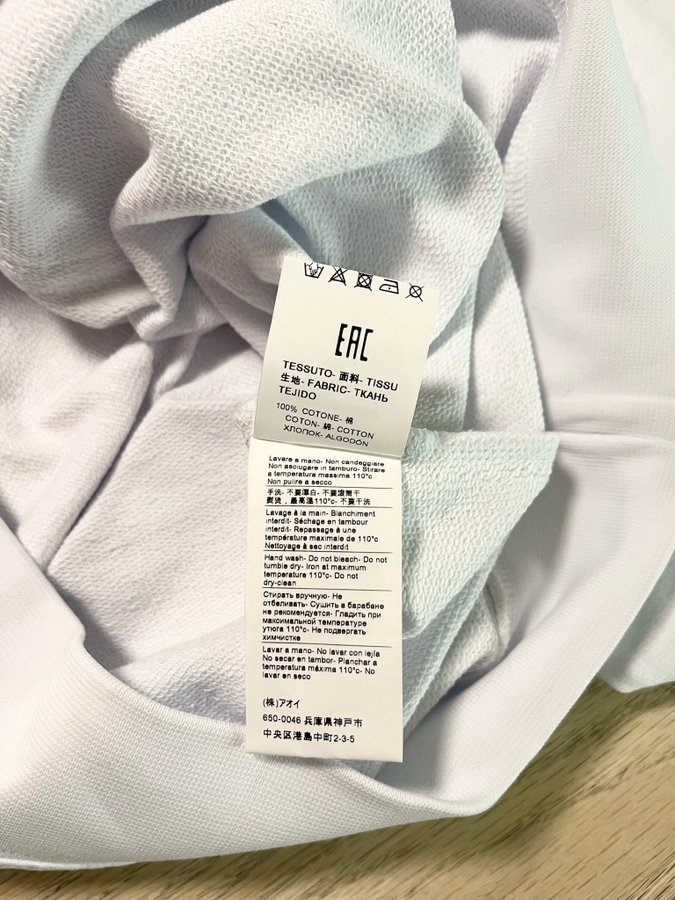 EAC
TESSUTO- 面料- TISSU
生地- FABRIC- ТКАНЬ
TEJIDO
100% COTONE- 棉
COTON- 綿- COTTON
ХЛОПОК- ALGODÓN
Lavare a mano- Non candeggiare
Non asciugare in tamburo- Stirare
a temperatura massima 110°c
Non pulire a secco
手洗- 不要漂白- 不要滾筒干
熨燙，最高溫110°c- 不要干洗
Lavage à la main- Blanchiment
interdit- Séchage en tambour
interdit- Repassage à une
température maximale de 110°c
Nettoyage à sec interdit
Hand wash- Do not bleach- Do not
tumble dry- Iron at maximum
temperature 110°c- Do not
dry-clean
Стирать вручную- Не
отбеливать- Сушить в барабане
не рекомендуется- Гладить при
максимальной температуре
утюга 110°c- Не подвергать
химчистке
Lavar a mano- No lavar con lejía
No secar en tambor- Planchar a
temperatura máxima 110°c- No
lavar en seco
(株)アオイ
650-0046 兵庫県神戸市
中央区港島中町2-3-5